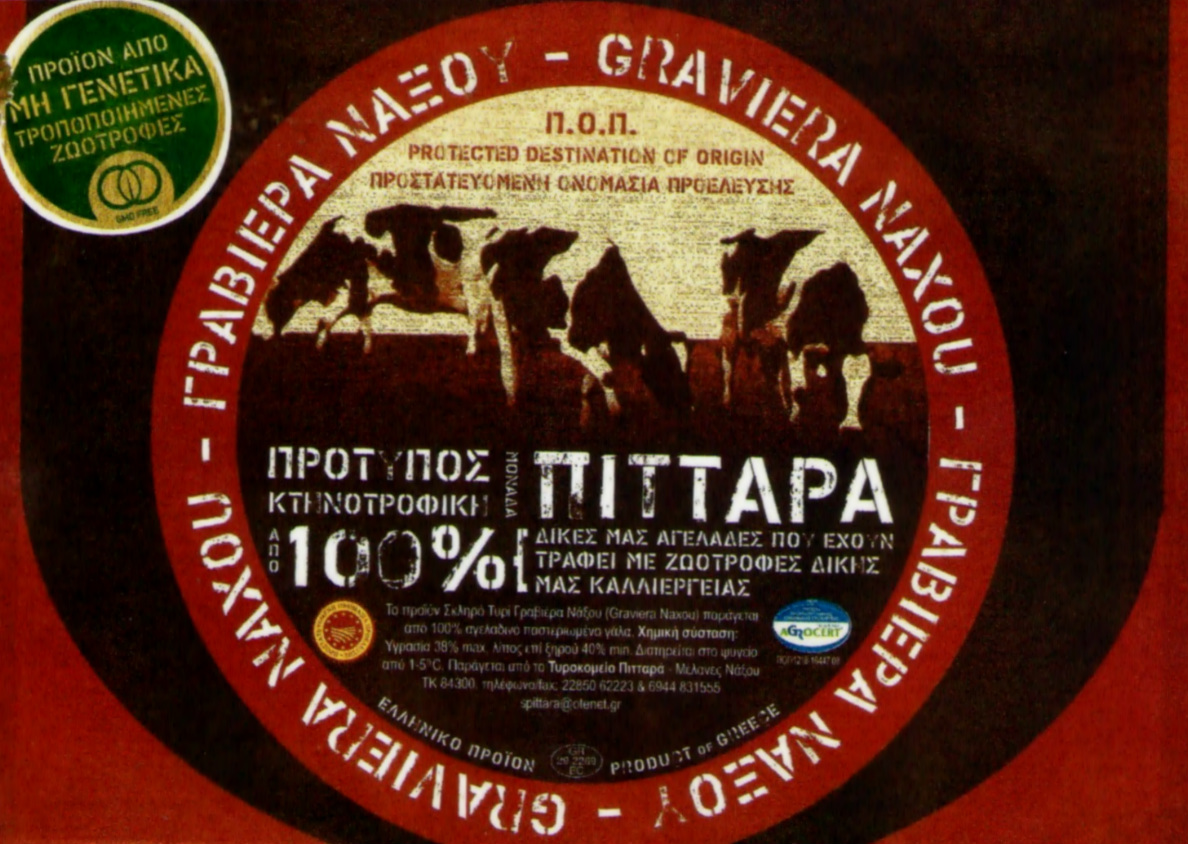 ΠΡΟΪΟΝ ΑΠΟ
ΜΗ ΓΕΝΕΤΙΚΑ
ΤΡΟΠΟΠΟΙΗΜΕΝΕΣ
ΖΩΟΤΡΟΦΕΣ
GMO FREE
ΓΡΑΒΙΕΡΑ ΝΑΞΟΥ - GRAVIERA NAXOU - ΓΡΑΒΙΕΡΑ ΝΑΞΟΥ - GRAVIERA NAXOU -
Π.Ο.Π.
PROTECTED DESTINATION OF ORIGIN
ΠΡΟΣΤΑΤΕΥΟΜΕΝΗ ΟΝΟΜΑΣΙΑ ΠΡΟΕΛΕΥΣΗΣ
ΠΡΟΤΥΠΟΣ
ΚΤΗΝΟΤΡΟΦΙΚΗ
ΜΟΝΑΔΑ
ΠΙΤΤΑΡΑ
ΑΠΟ
100%{
ΔΙΚΕΣ ΜΑΣ ΑΓΕΛΑΔΕΣ ΠΟΥ ΕΧΟΥΝ
ΤΡΑΦΕΙ ΜΕ ΖΩΟΤΡΟΦΕΣ ΔΙΚΗΣ
ΜΑΣ ΚΑΛΛΙΕΡΓΕΙΑΣ
Το προϊόν Σκληρό Τυρί Γραβιέρα Νάξου (Graviera Naxou) παράγεται
από 100% αγελαδινό παστεριωμένο γάλα. Χημική σύσταση:
Υγρασία 38% max. λίπος επί ξηρού 40% min. Διατηρείται στο ψυγείο
από 1-5°C. Παράγεται από το Τυροκομείο Πιτταρά - Μέλανες Νάξου
ΤΚ 84300, τηλέφωνο/fax: 22850 62223 & 6944 831555
spittara@otenet.gr
AGROCERT
ΕΛΛΗΝΙΚΟ ΠΡΟΪΟΝ
PRODUCT OF GREECE